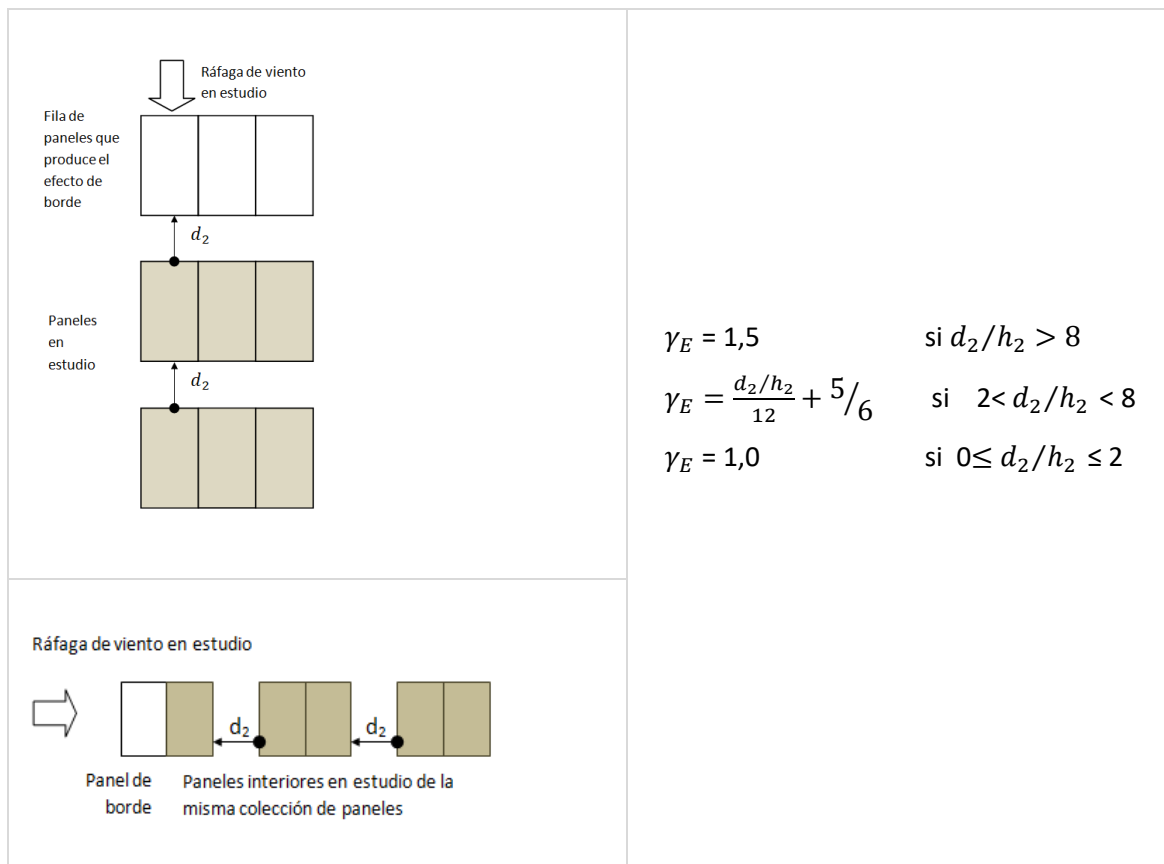 Ráfaga de viento
en estudio
Fila de
paneles que
produce el
efecto de
borde
d₂
Paneles
en
estudio
d₂
γ_E = 1,5 si d₂/h₂ > 8
γ_E = (d₂/h₂)/12 + 5/6 si 2< d₂/h₂ < 8
γ_E = 1,0 si 0≤ d₂/h₂ ≤ 2
Ráfaga de viento en estudio
d₂ d₂
Panel de
borde
Paneles interiores en estudio de la
misma colección de paneles